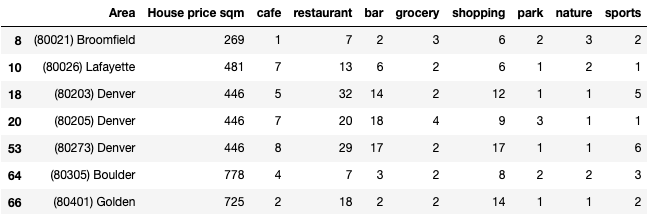 Area House price sqm cafe restaurant bar grocery shopping park nature sports
8 (80021) Broomfield 269 1 7 2 3 6 2 3 2
10 (80026) Lafayette 481 7 13 6 2 6 1 2 1
18 (80203) Denver 446 5 32 14 2 12 1 1 5
20 (80205) Denver 446 7 20 18 4 9 3 1 1
53 (80273) Denver 446 8 29 17 2 17 1 1 6
64 (80305) Boulder 778 4 7 3 2 8 2 2 3
66 (80401) Golden 725 2 18 2 2 14 1 1 2